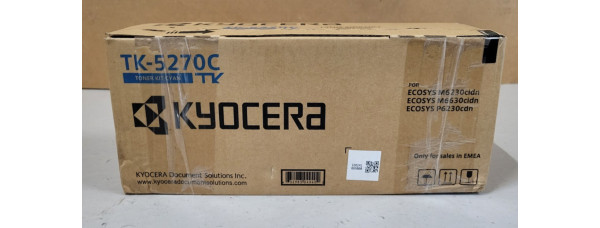 TK-5270C
TONER KIT CYAN
TK
KYOCERA
FOR
ECOSYS M6230cidn
ECOSYS M6630cidn
ECOSYS P6230cdn
Only for sales in EMEA
KYOCERA Document Solutions Inc.
www.kyoceradocumentsolutions.com